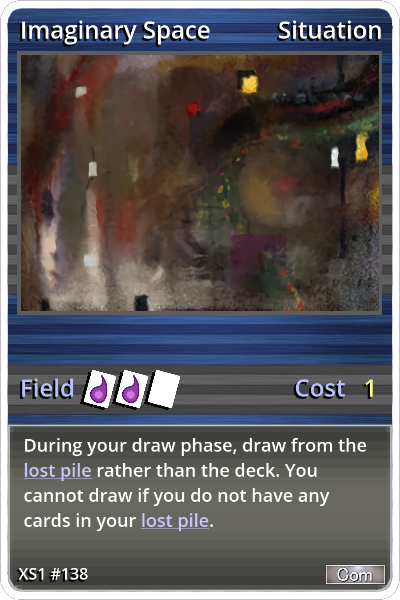 Imaginary Space Situation
Field Cost 1
During your draw phase, draw from the
lost pile rather than the deck. You
cannot draw if you do not have any
cards in your lost pile.
XS1 #138 Com